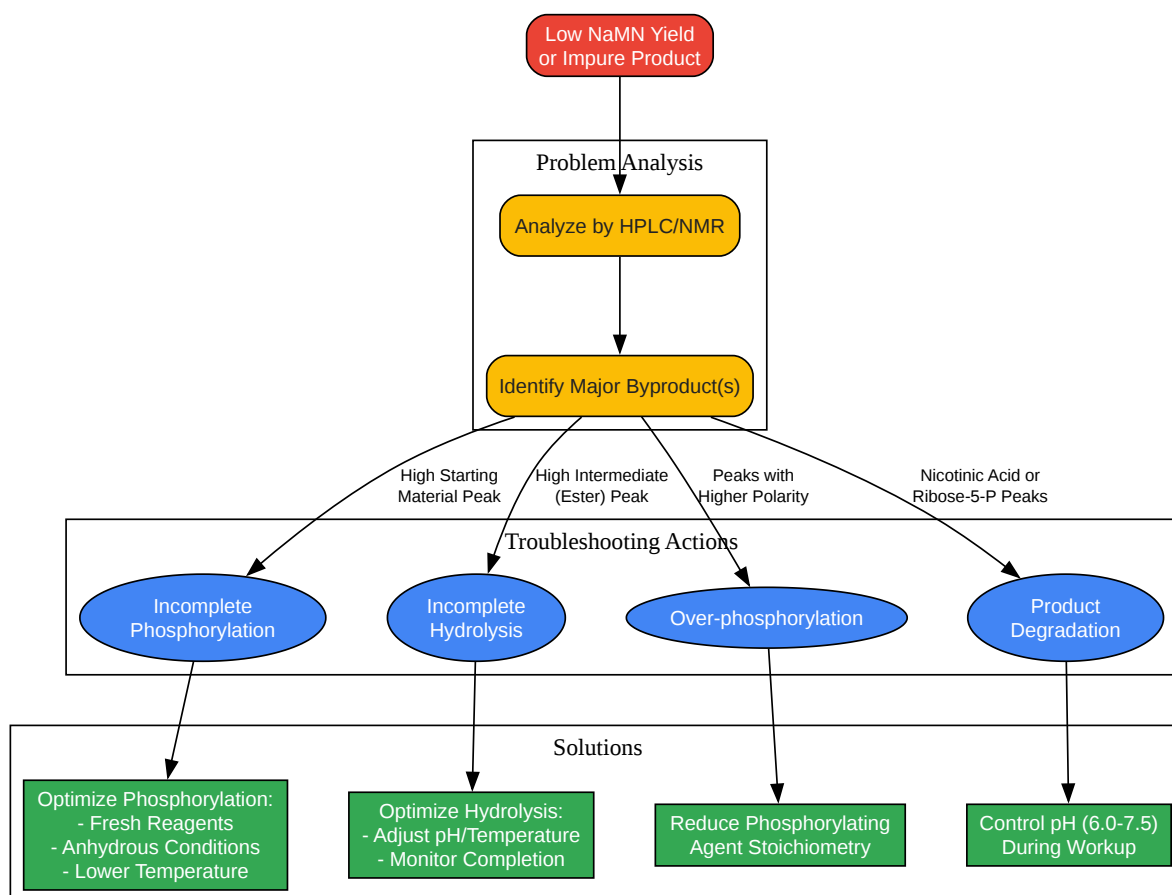 Low NaMN Yield
or Impure Product
Problem Analysis
Analyze by HPLC/NMR
Identify Major Byproduct(s)
High Starting
Material Peak
High Intermediate
(Ester) Peak
Peaks with
Higher Polarity
Nicotinic Acid or
Ribose-5-P Peaks
Troubleshooting Actions
Incomplete
Phosphorylation
Incomplete
Hydrolysis
Over-phosphorylation
Product
Degradation
Solutions
Optimize Phosphorylation:
- Fresh Reagents
- Anhydrous Conditions
- Lower Temperature
Optimize Hydrolysis:
- Adjust pH/Temperature
- Monitor Completion
Reduce Phosphorylating
Agent Stoichiometry
Control pH (6.0-7.5)
During Workup